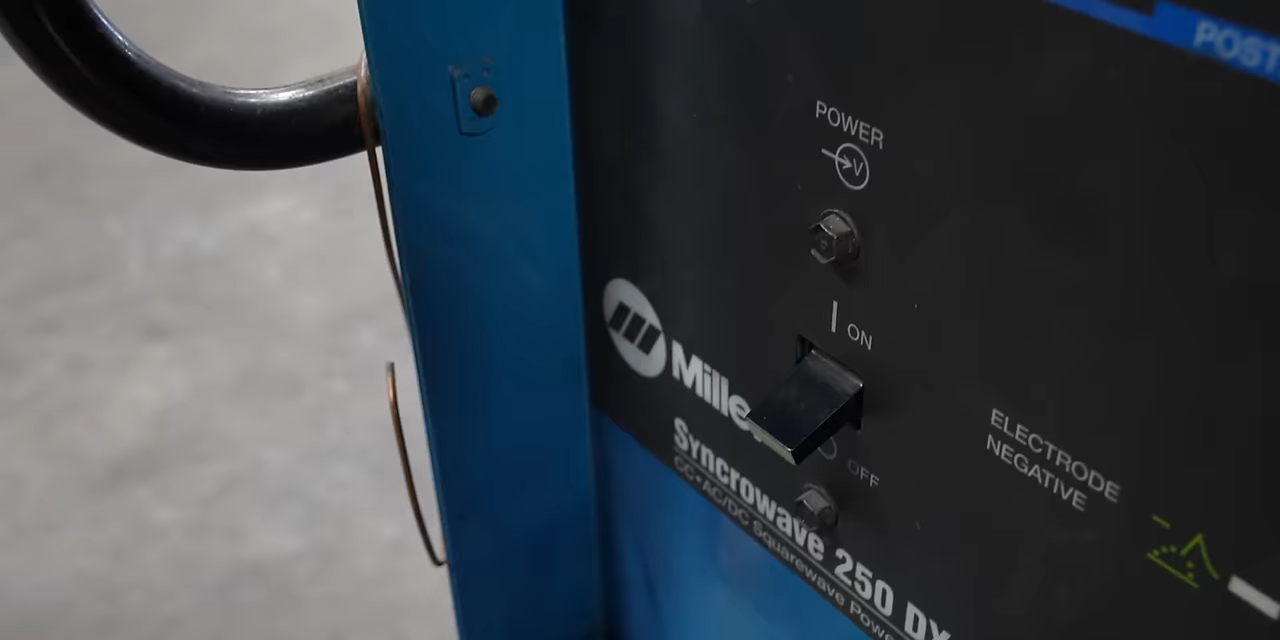 POST
POWER
V
ON
Mille
OFF
ELECTRODE
NEGATIVE
Syncrowave 250 DX
CC•AC/DC Squarewave Powe